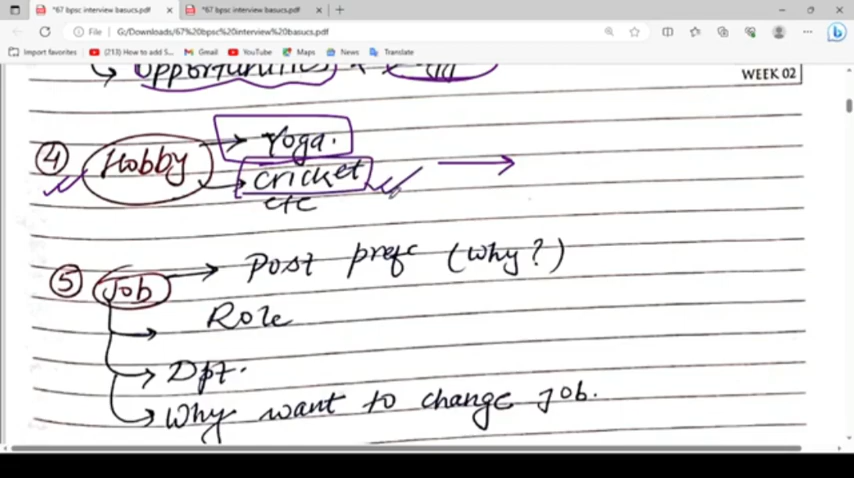 *67 bpsc interview basucs.pdf
*67 bpsc interview basucs.pdf
File G:/Downloads/67%20bpsc%20interview%20basucs.pdf
Import favorites (213) How to add S... Gmail YouTube Maps News Translate
Opportunities
WEEK 02
④ Hobby → Yoga.
→ Cricket
etc
⑤ Job → Post prefc (Why?)
→ Role
→ Dpt.
→ Why want to change Job.